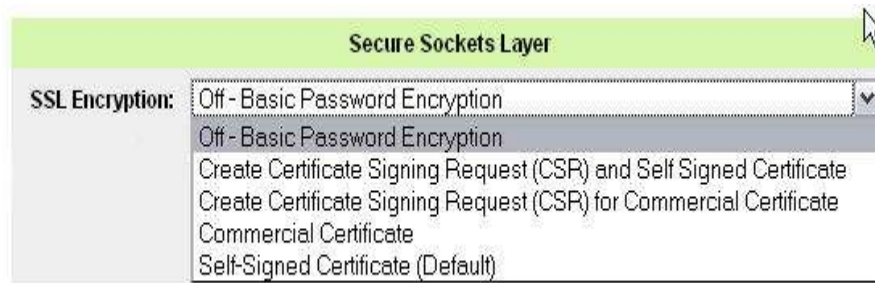 Secure Sockets Layer
SSL Encryption: Off - Basic Password Encryption
Off - Basic Password Encryption
Create Certificate Signing Request (CSR) and Self Signed Certificate
Create Certificate Signing Request (CSR) for Commercial Certificate
Commercial Certificate
Self-Signed Certificate (Default)